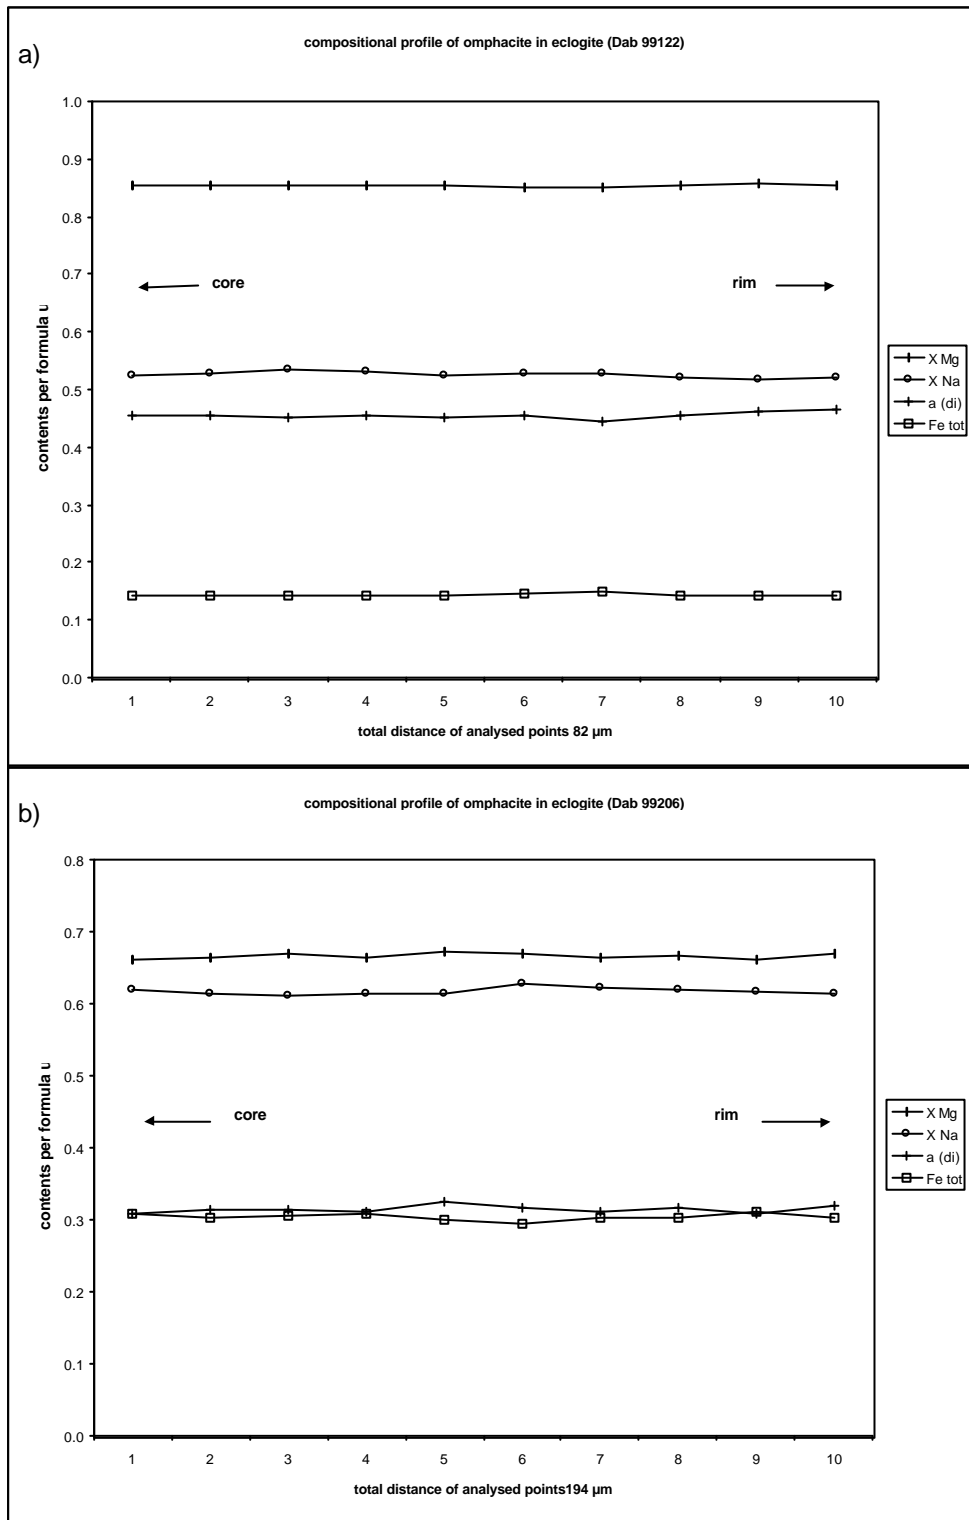 a)
compositional profile of omphacite in eclogite (Dab 99122)
1.0
0.9
0.8
0.7
0.6
0.5
0.4
0.3
0.2
0.1
0.0
contents per formula u
core
rim
X Mg
X Na
a (di)
Fe tot
1 2 3 4 5 6 7 8 9 10
total distance of analysed points 82 µm
b)
compositional profile of omphacite in eclogite (Dab 99206)
0.8
0.7
0.6
0.5
0.4
0.3
0.2
0.1
0.0
contents per formula u
core
rim
X Mg
X Na
a (di)
Fe tot
1 2 3 4 5 6 7 8 9 10
total distance of analysed points194 µm